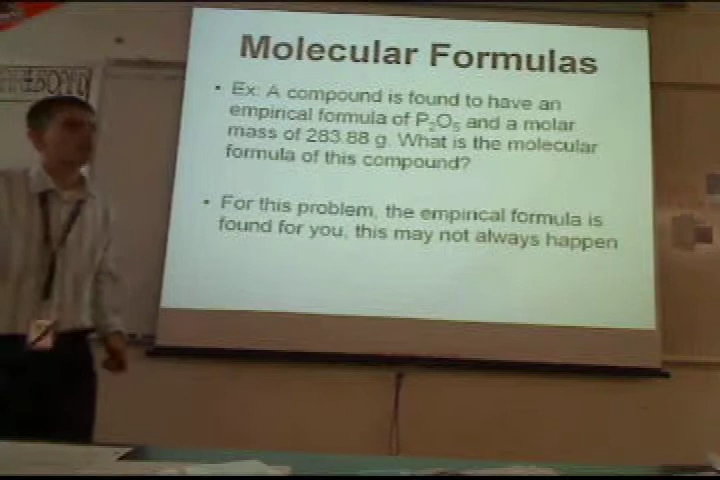 Molecular Formulas
• Ex: A compound is found to have an
empirical formula of P₂O₅ and a molar
mass of 283.88 g. What is the molecular
formula of this compound?
• For this problem, the empirical formula is
found for you, this may not always happen